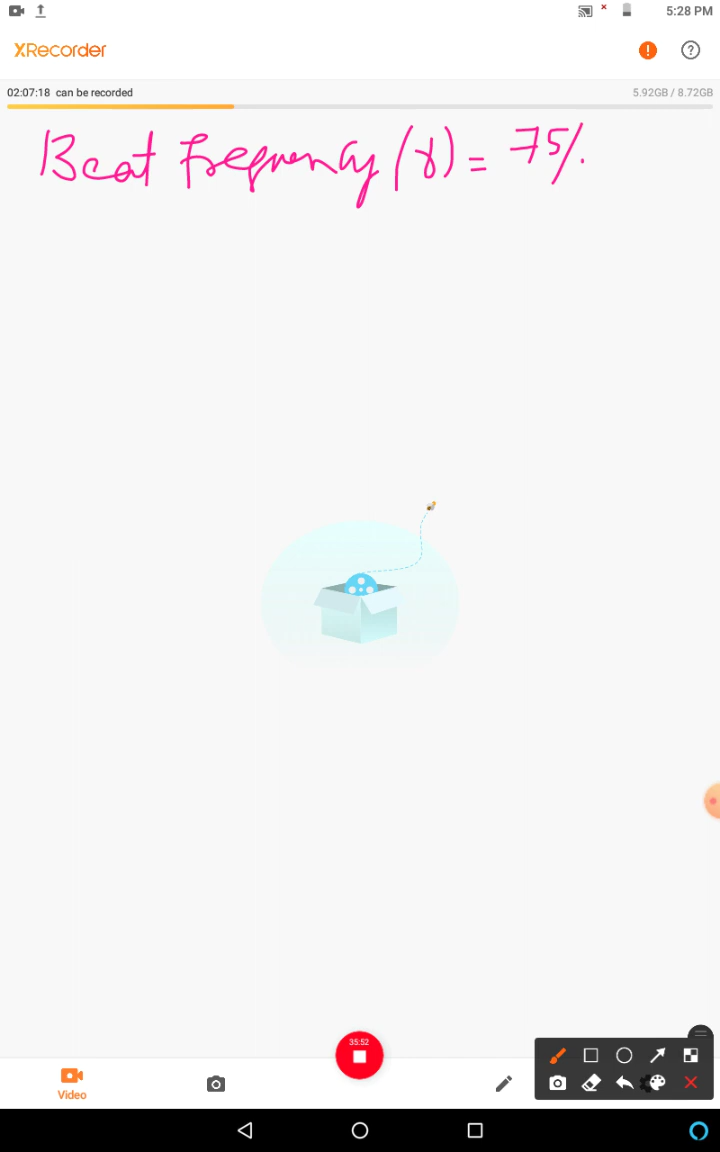 5:28 PM
XRecorder
02:07:18 can be recorded
5.92GB / 8.72GB
Beat Frequency (γ) = 75%
35:52
Video